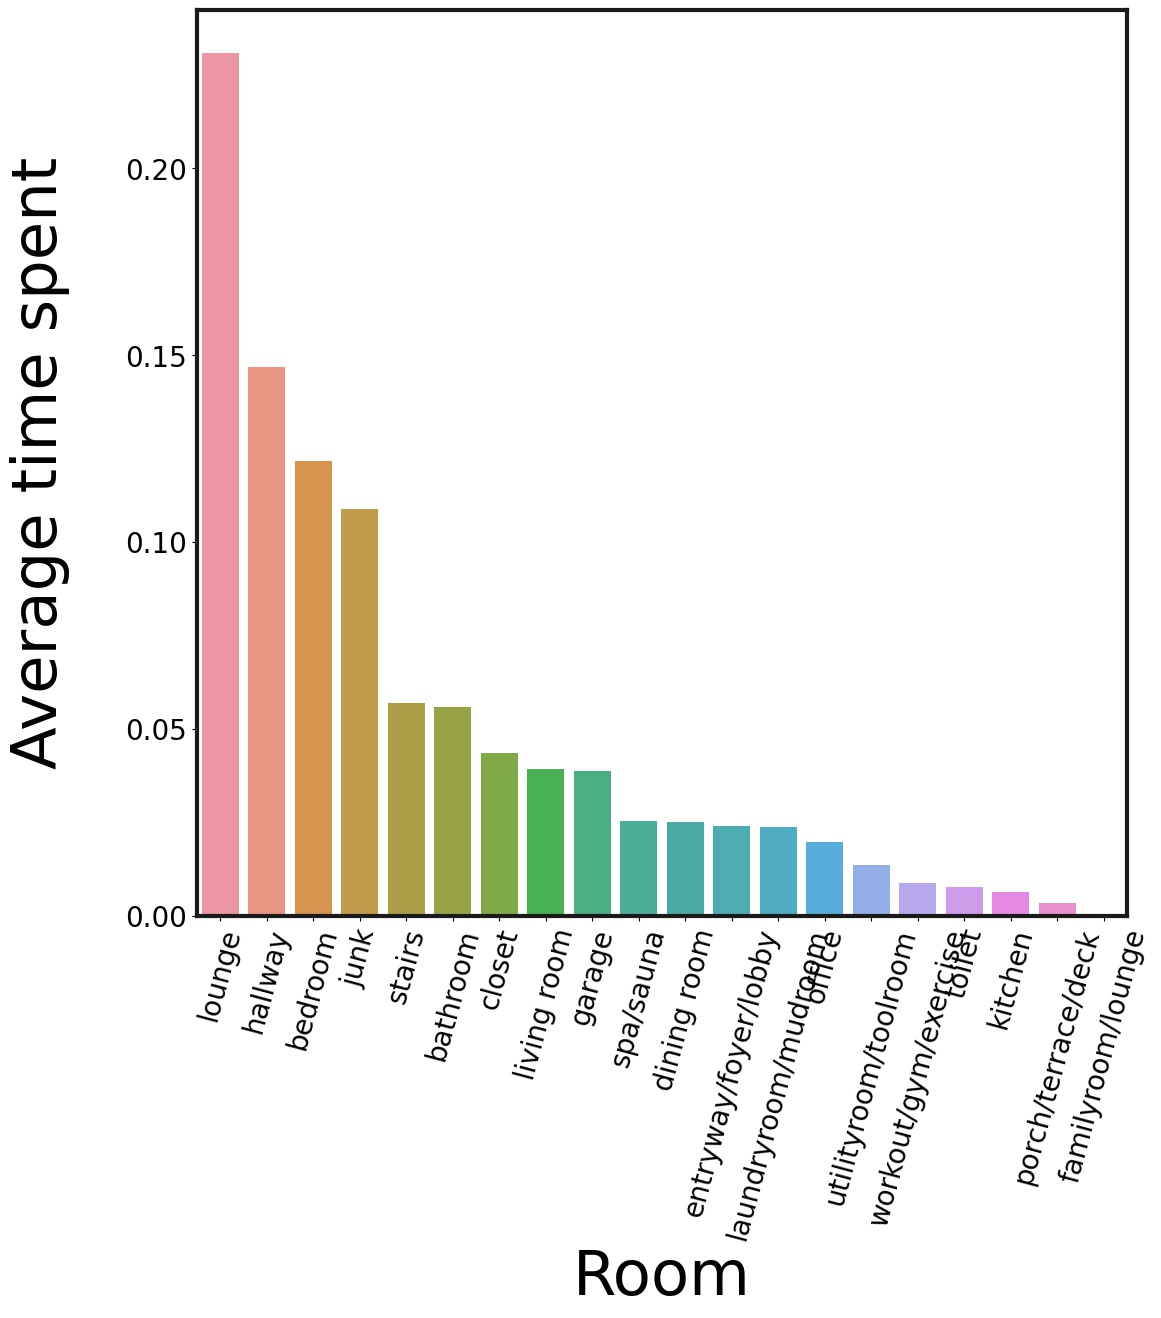 Average time spent
0.20
0.15
0.10
0.05
0.00
lounge
hallway
bedroom
junk
stairs
bathroom
closet
living room
garage
spa/sauna
dining room
entryway/foyer/lobby
laundryroom/mudroom
office
utilityroom/toolroom
workout/gym/exercise
toilet
kitchen
porch/terrace/deck
familyroom/lounge
Room